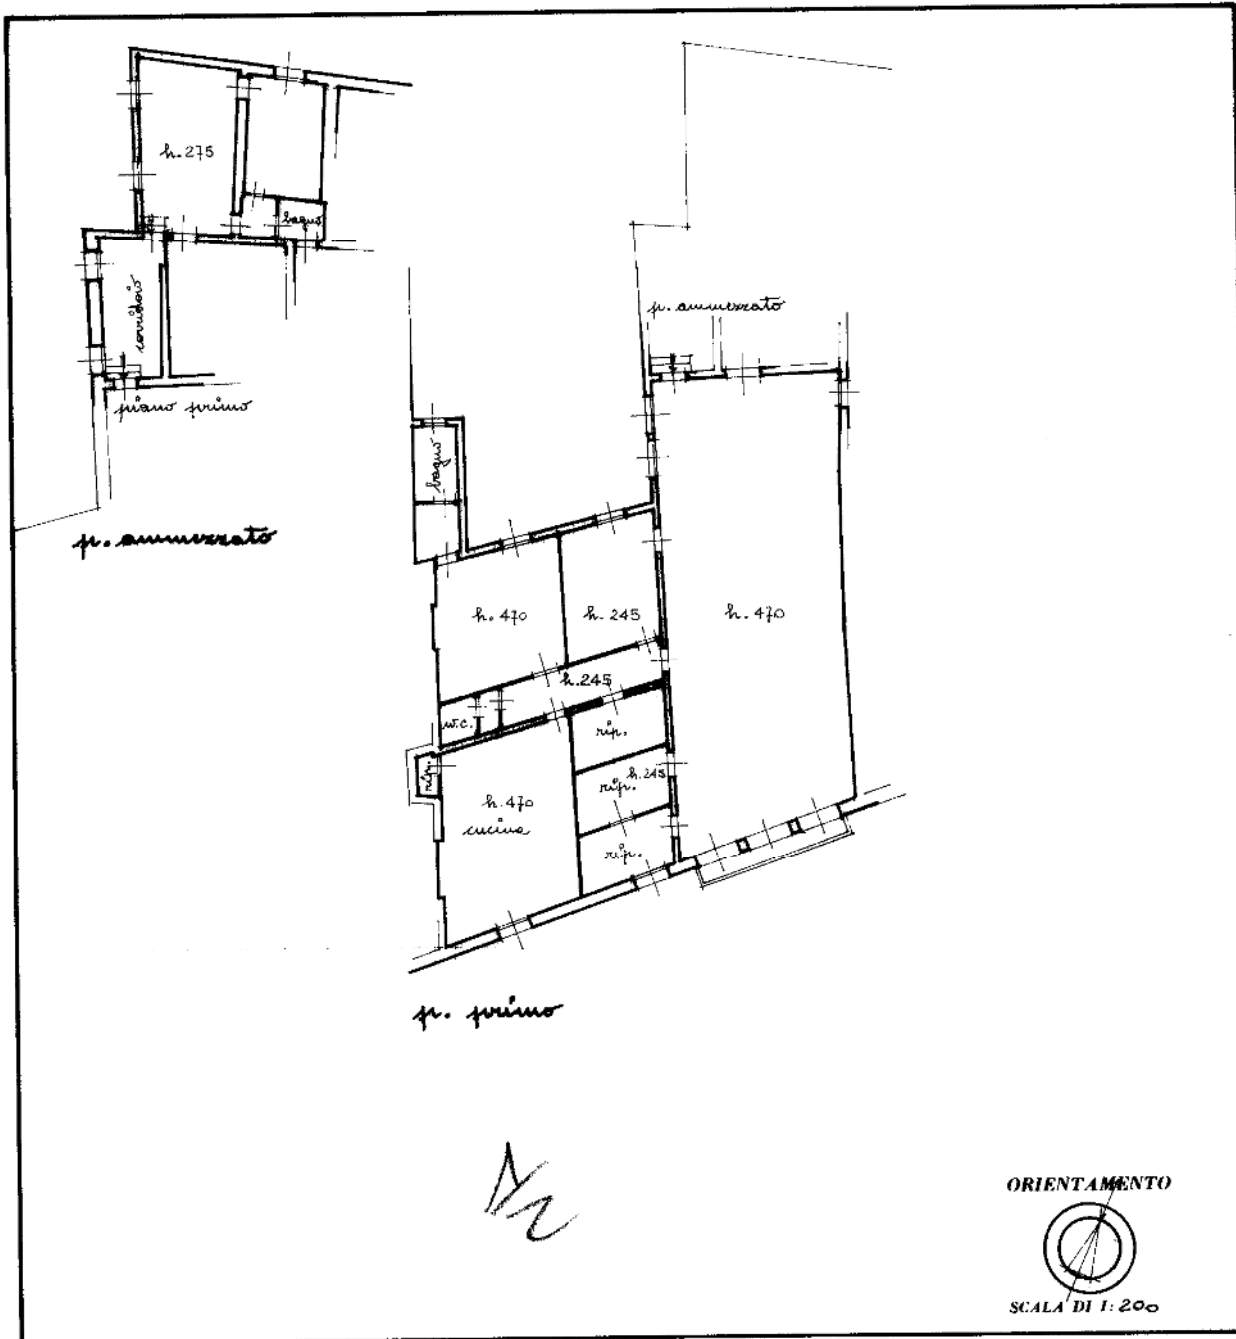 h. 275
bagno
corridoio
piano primo
p. ammezzato
p. ammezzato
bagno
h. 470
h. 245
h. 470
h. 245
w.c.
rip.
rip.
h. 245
rip.
h. 470
cucina
rip.
p. primo
ORIENTAMENTO
SCALA DI 1: 200